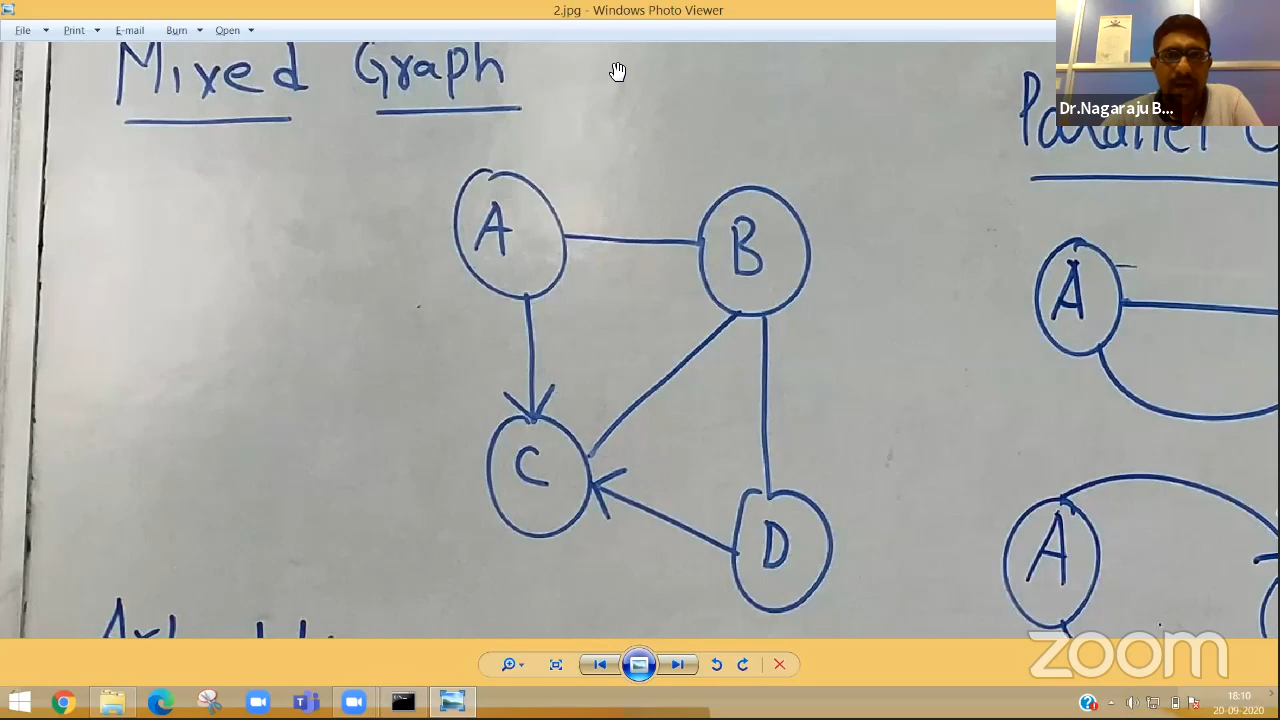 2.jpg - Windows Photo Viewer
File Print E-mail Burn Open
Mixed Graph
Dr.Nagaraju B...
Parallel
A
B
C
D
A
A
zoom
18:10
20-09-2020